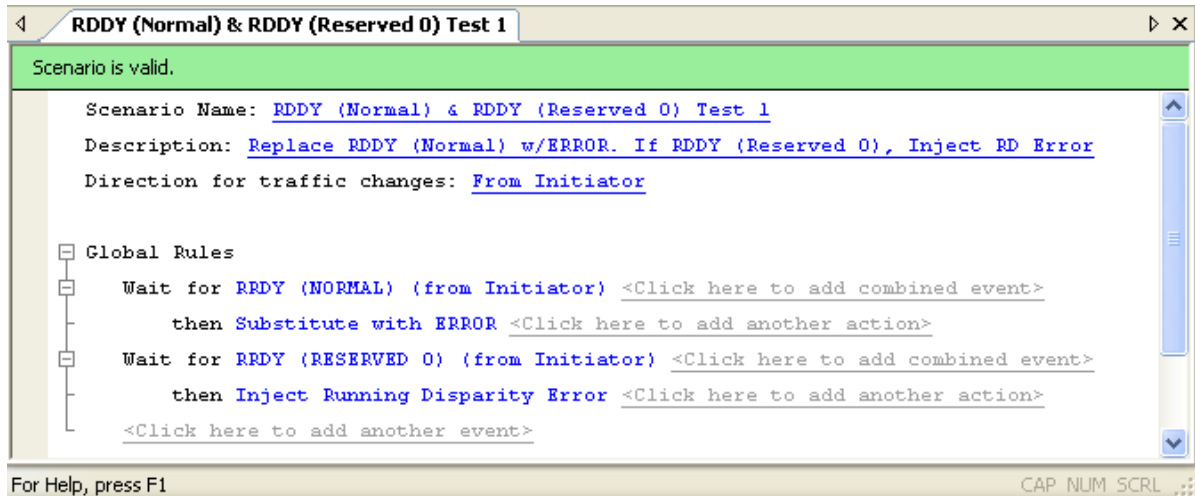 RDDY (Normal) & RDDY (Reserved 0) Test 1
Scenario is valid.
Scenario Name: RDDY (Normal) & RDDY (Reserved 0) Test 1
Description: Replace RDDY (Normal) w/ERROR. If RDDY (Reserved 0), Inject RD Error
Direction for traffic changes: From Initiator
Global Rules
Wait for RRDY (NORMAL) (from Initiator) <Click here to add combined event>
then Substitute with ERROR <Click here to add another action>
Wait for RRDY (RESERVED 0) (from Initiator) <Click here to add combined event>
then Inject Running Disparity Error <Click here to add another action>
<Click here to add another event>
For Help, press F1
CAP NUM SCRL